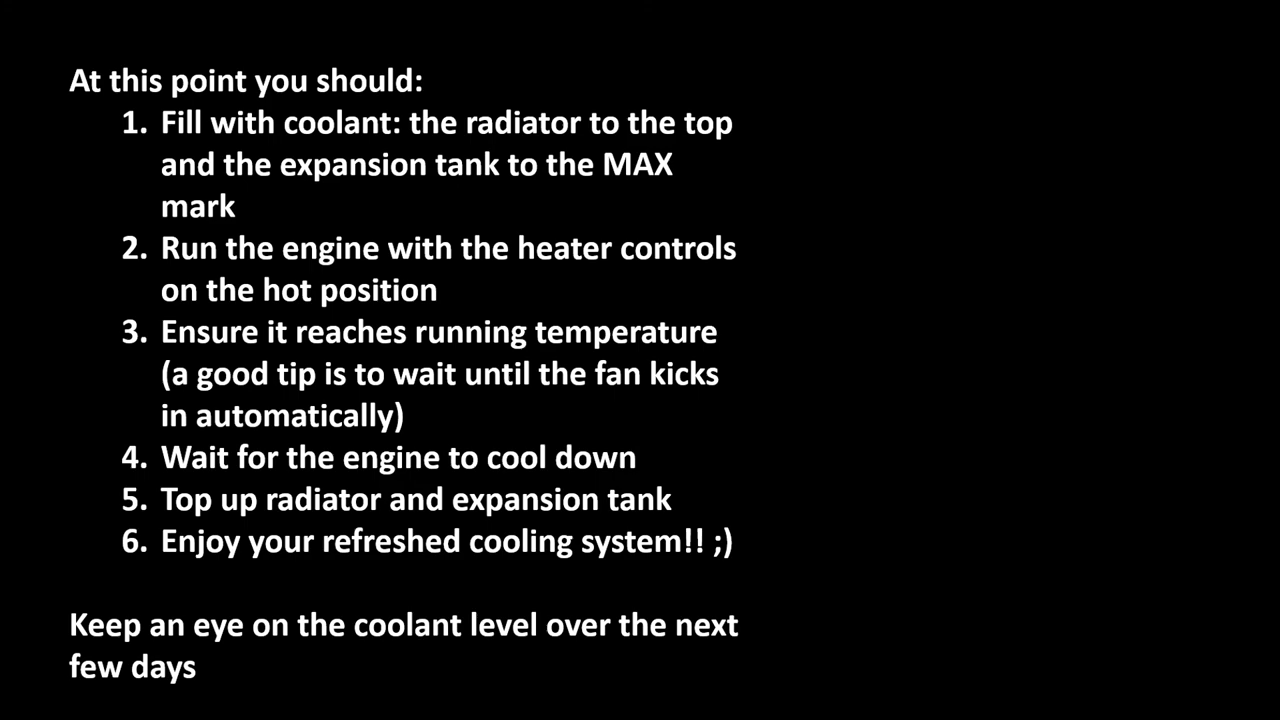 At this point you should:
1. Fill with coolant: the radiator to the top
and the expansion tank to the MAX
mark
2. Run the engine with the heater controls
on the hot position
3. Ensure it reaches running temperature
(a good tip is to wait until the fan kicks
in automatically)
4. Wait for the engine to cool down
5. Top up radiator and expansion tank
6. Enjoy your refreshed cooling system!! ;)
Keep an eye on the coolant level over the next
few days